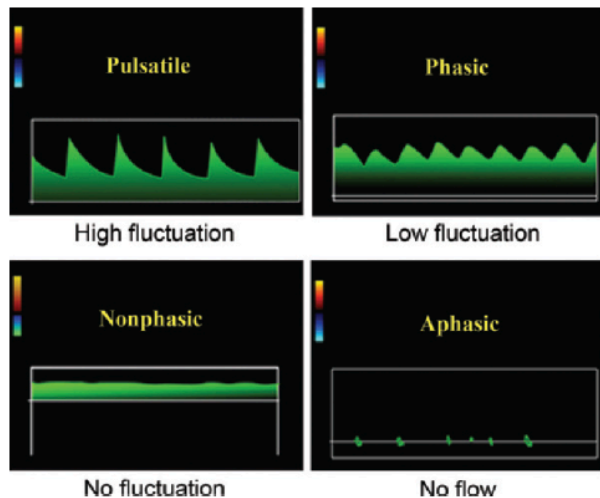 Pulsatile
High fluctuation
Phasic
Low fluctuation
Nonphasic
No fluctuation
Aphasic
No flow